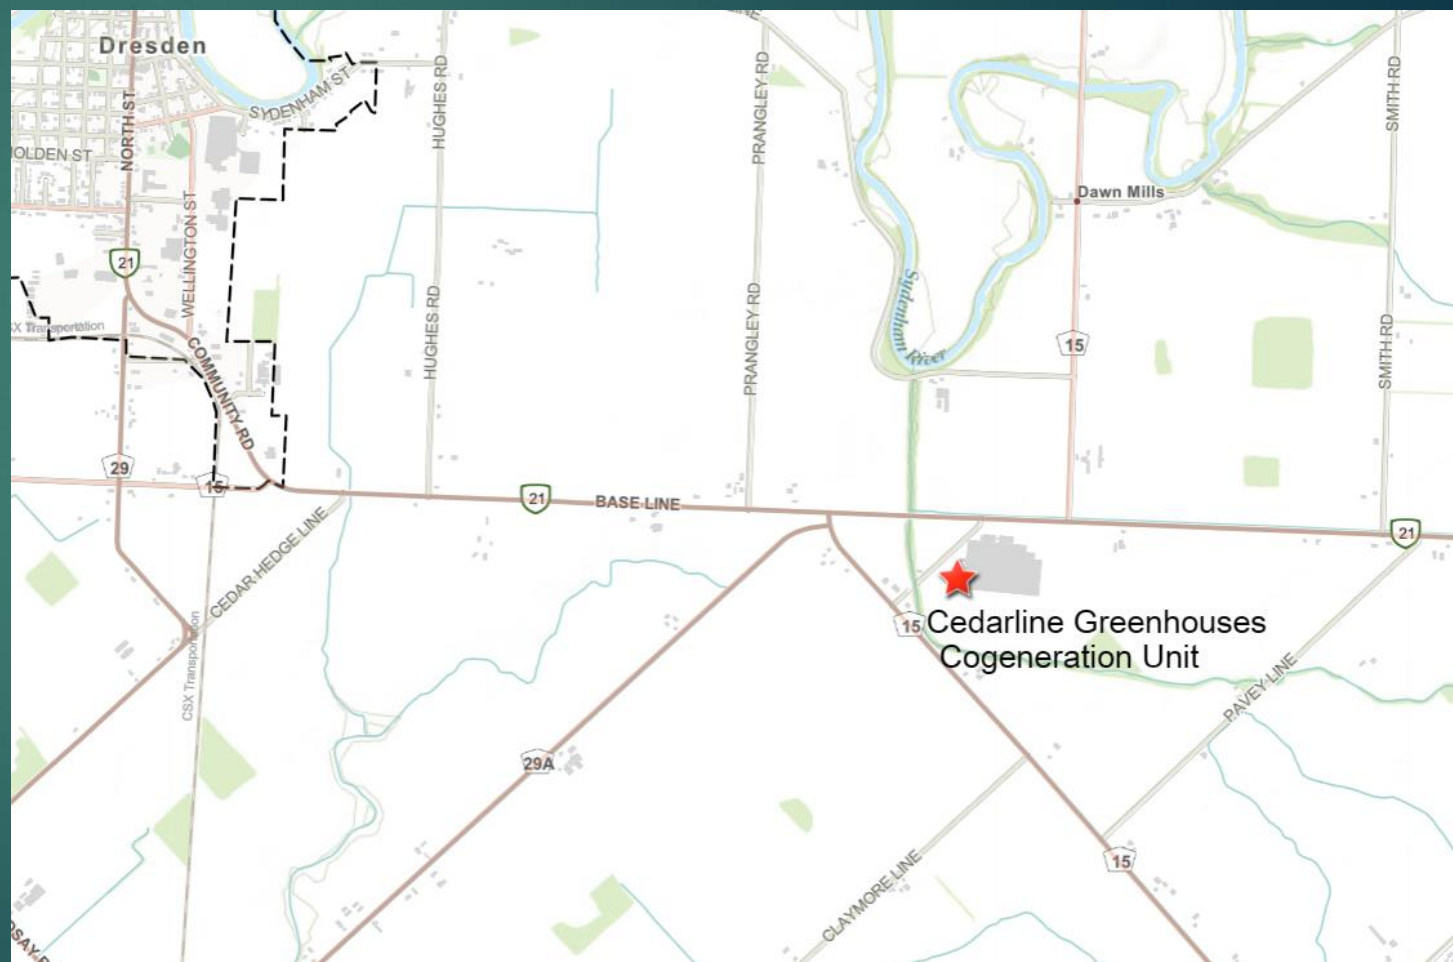 Dresden
SYDENHAM ST
NORTH ST
HUGHES RD
PRANGLEY RD
SMITH RD
Dawn Mills
WELLINGTON ST
21
HUGHES RD
PRANGLEY RD
Sydenham River
15
SMITH RD
Transportation
COMMUNITY RD
29
15
21
BASE LINE
21
CEDAR HEDGE LINE
15
Cedarline Greenhouses
Cogeneration Unit
CSX Transportation
PAVEY LINE
29A
15
CLAYMORE LINE